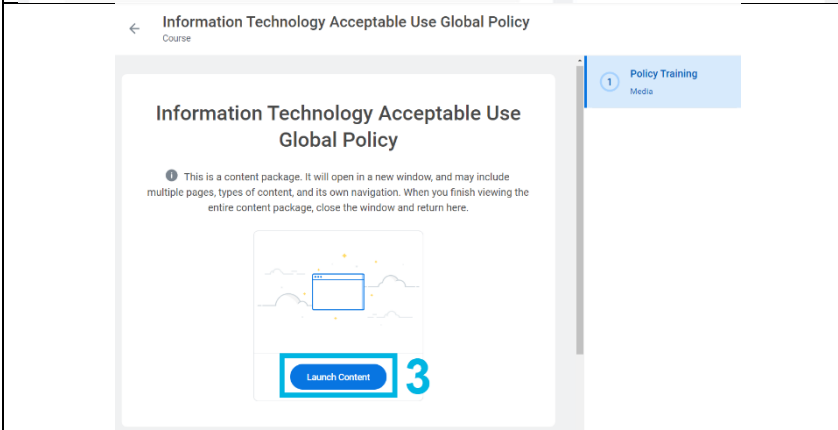 Information Technology Acceptable Use Global Policy
Course
1
Policy Training
Media
Information Technology Acceptable Use
Global Policy
This is a content package. It will open in a new window, and may include
multiple pages, types of content, and its own navigation. When you finish viewing the
entire content package, close the window and return here.
Launch Content
3